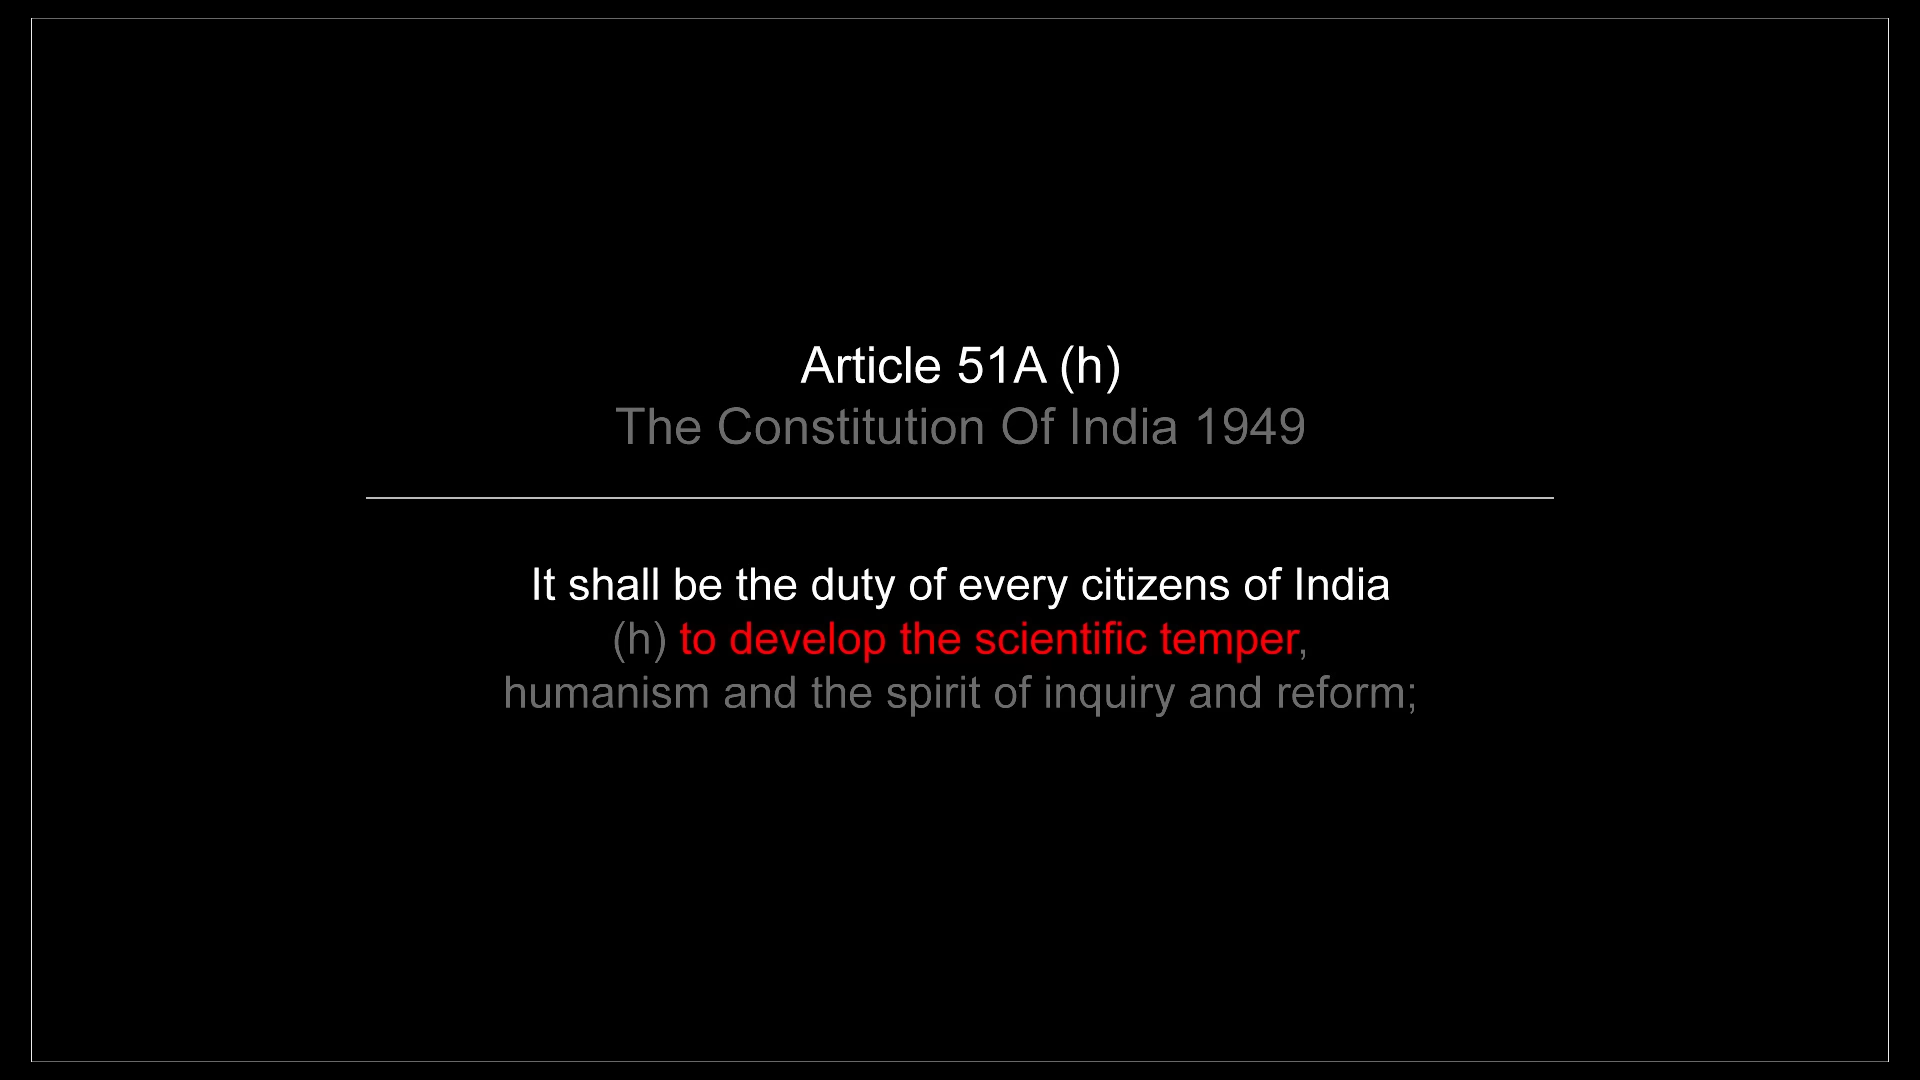 Article 51A (h)
The Constitution Of India 1949
It shall be the duty of every citizens of India
(h) to develop the scientific temper,
humanism and the spirit of inquiry and reform;